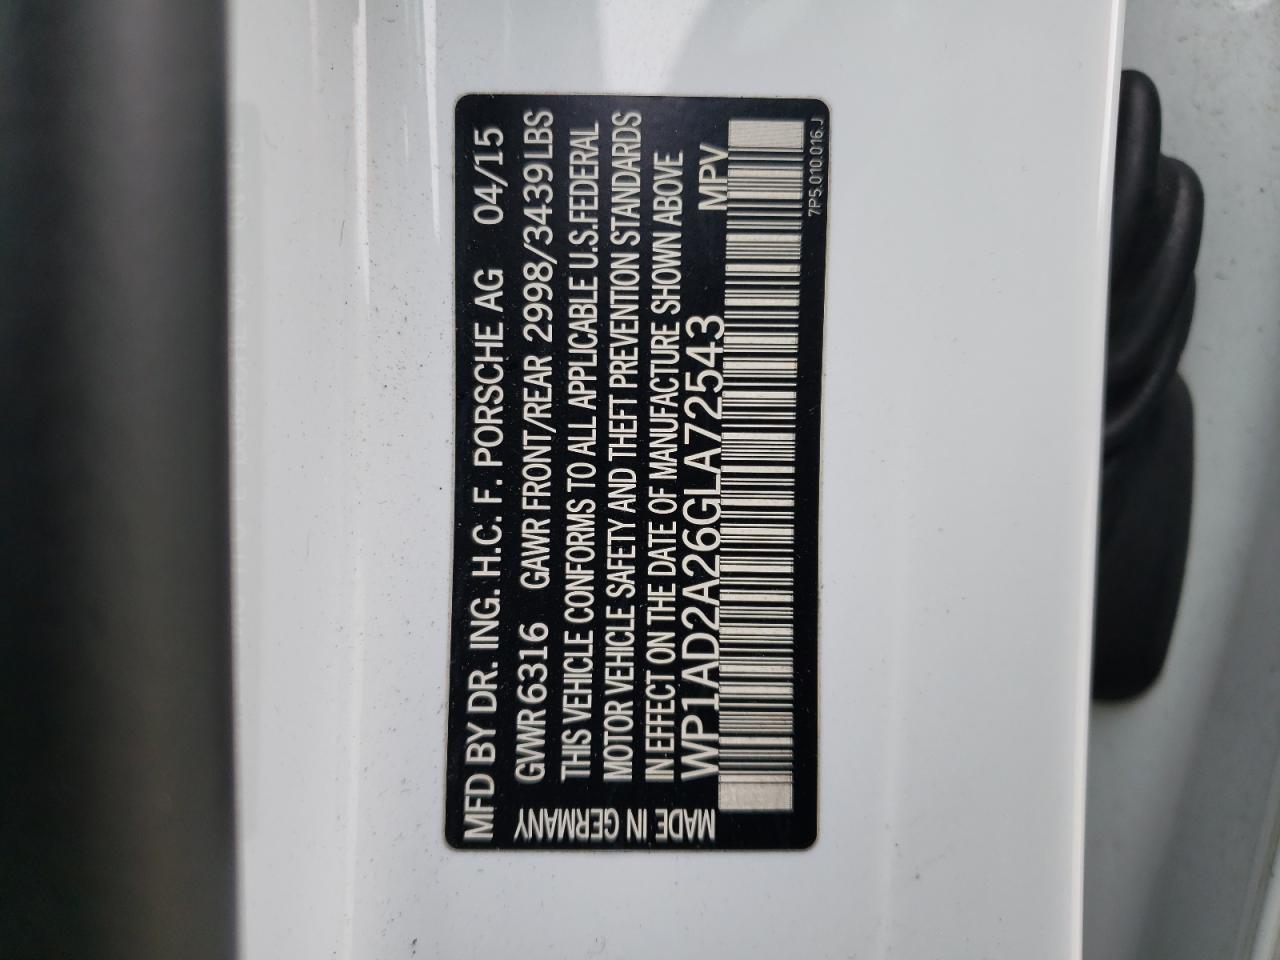 MFD BY DR. ING. H.C. F. PORSCHE AG 04/15
GVWR 6316 GAWR FRONT/REAR 2998/3439LBS
THIS VEHICLE CONFORMS TO ALL APPLICABLE U.S.FEDERAL
MOTOR VEHICLE SAFETY AND THEFT PREVENTION STANDARDS
IN EFFECT ON THE DATE OF MANUFACTURE SHOWN ABOVE
WP1AD2A26GLA72543 MPV
MADE IN GERMANY
7P5.010.016.J